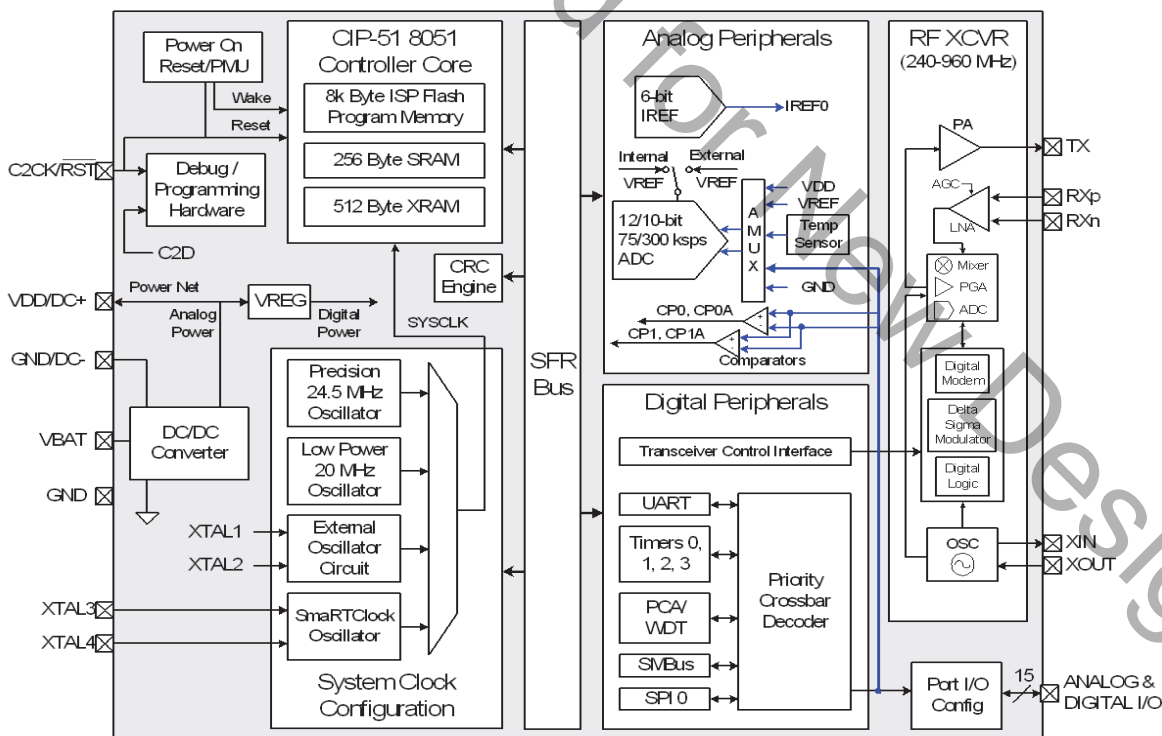 Power On
Reset/PMU
Wake
Reset
C2CK/RST
Debug /
Programming
Hardware
C2D
VDD/DC+
Power Net
VREG
Analog
Power
Digital
Power
GND/DC-
VBAT
DC/DC
Converter
GND
XTAL1
XTAL2
XTAL3
XTAL4
CIP-51 8051
Controller Core
8k Byte ISP Flash
Program Memory
256 Byte SRAM
512 Byte XRAM
CRC
Engine
SYSCLK
Precision
24.5 MHz
Oscillator
Low Power
20 MHz
Oscillator
External
Oscillator
Circuit
SmaRTClock
Oscillator
System Clock
Configuration
SFR
Bus
Analog Peripherals
6-bit
IREF
IREF0
Internal
VREF
External
VREF
12/10-bit
75/300 ksps
ADC
A
M
U
X
VDD
VREF
Temp
Sensor
GND
CP0, CP0A
CP1, CP1A
+
-
+
-
Comparators
Digital Peripherals
Transceiver Control Interface
UART
Timers 0,
1, 2, 3
PCA/
WDT
SMBus
SPI 0
Priority
Crossbar
Decoder
RF XCVR
(240-960 MHz)
PA
TX
AGC
LNA
RXp
RXn
Mixer
PGA
ADC
Digital
Modem
Delta
Sigma
Modulator
Digital
Logic
OSC
XIN
XOUT
Port I/O
Config
15
ANALOG &
DIGITAL I/O
d for New Desig